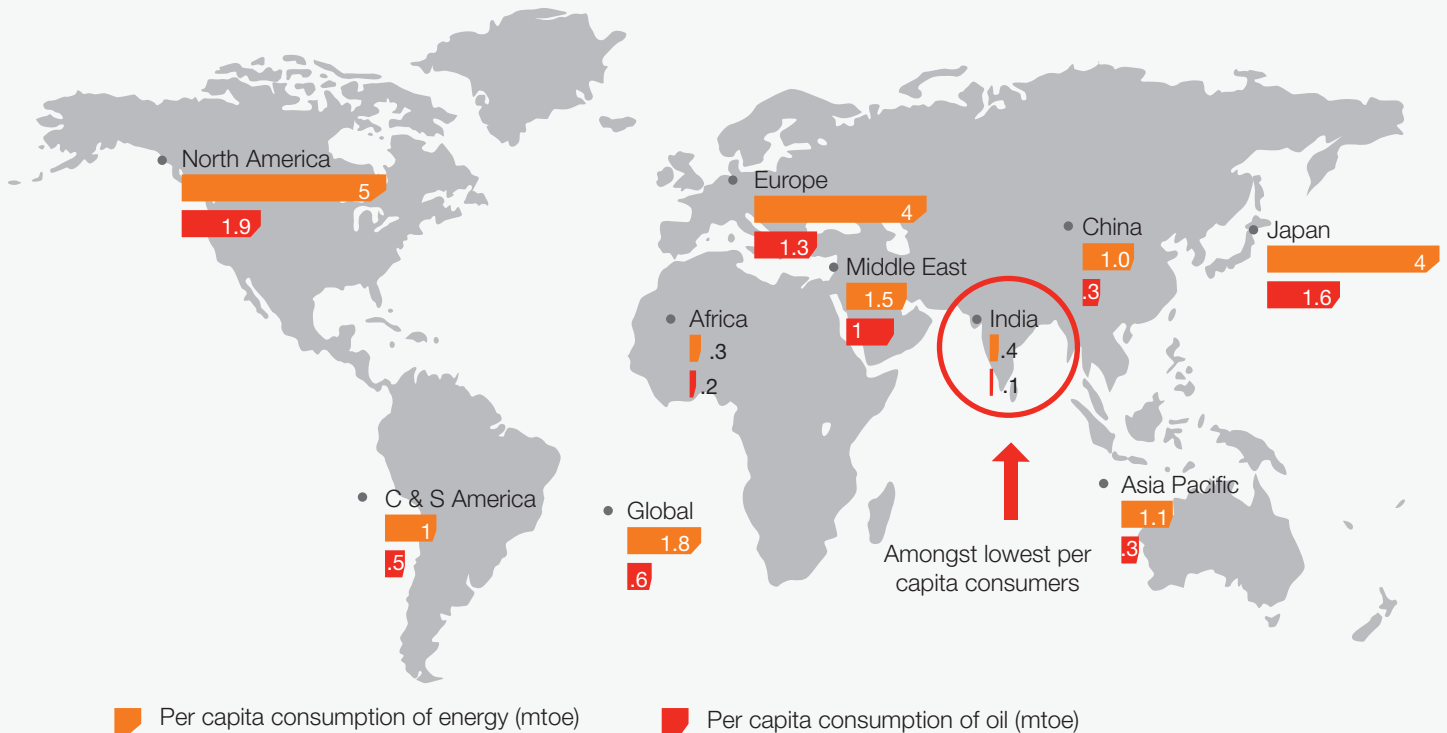 North America
5
1.9
Europe
4
1.3
China
1.0
.3
Japan
4
1.6
Middle East
1.5
1
Africa
.3
.2
India
.4
.1
C & S America
1
.5
Global
1.8
.6
Asia Pacific
1.1
.3
Amongst lowest per
capita consumers
Per capita consumption of energy (mtoe)
Per capita consumption of oil (mtoe)